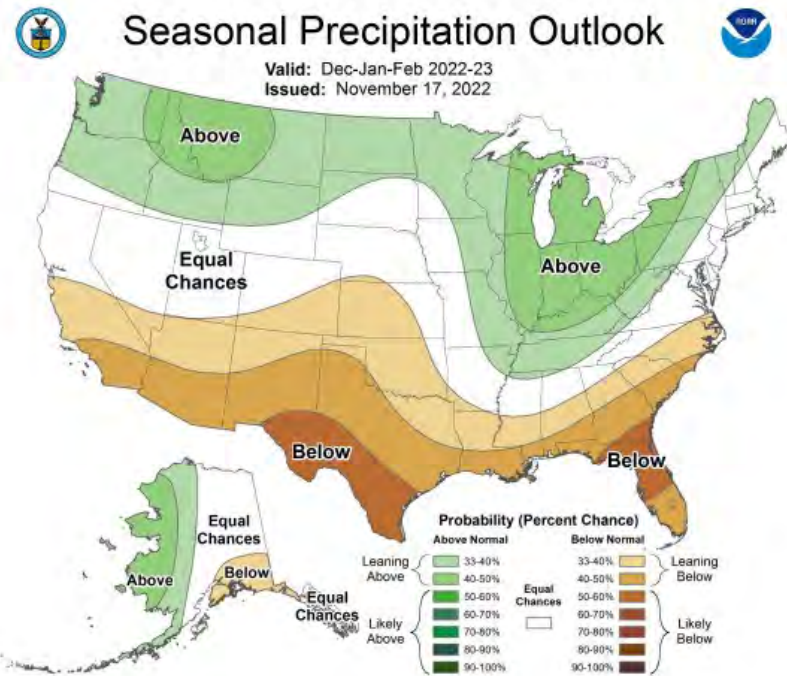 Seasonal Precipitation Outlook
NOAA
Valid: Dec-Jan-Feb 2022-23
Issued: November 17, 2022
Above
Equal
Chances
Above
Below
Below
Equal
Chances
Above
Below
Equal
Chances
Probability (Percent Chance)
Above Normal
Below Normal
Leaning
Above
33-40%
40-50%
Likely
Above
50-60%
60-70%
70-80%
80-90%
90-100%
Equal
Chances
33-40%
40-50%
Leaning
Below
50-60%
60-70%
70-80%
80-90%
90-100%
Likely
Below